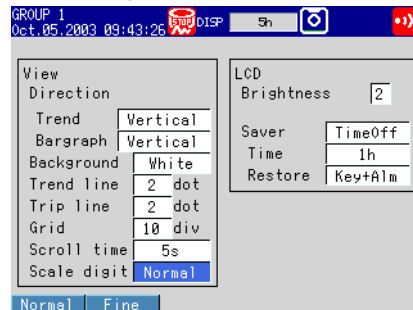 GROUP 1
Oct.05.2003 09:43:26 STOP DISP 5h
View
Direction
Trend Vertical
Bargraph Vertical
Background White
Trend line 2 dot
Trip line 2 dot
Grid 10 div
Scroll time 5s
Scale digit Normal
LCD
Brightness 2
Saver TimeOff
Time 1h
Restore Key+Alm
Normal Fine